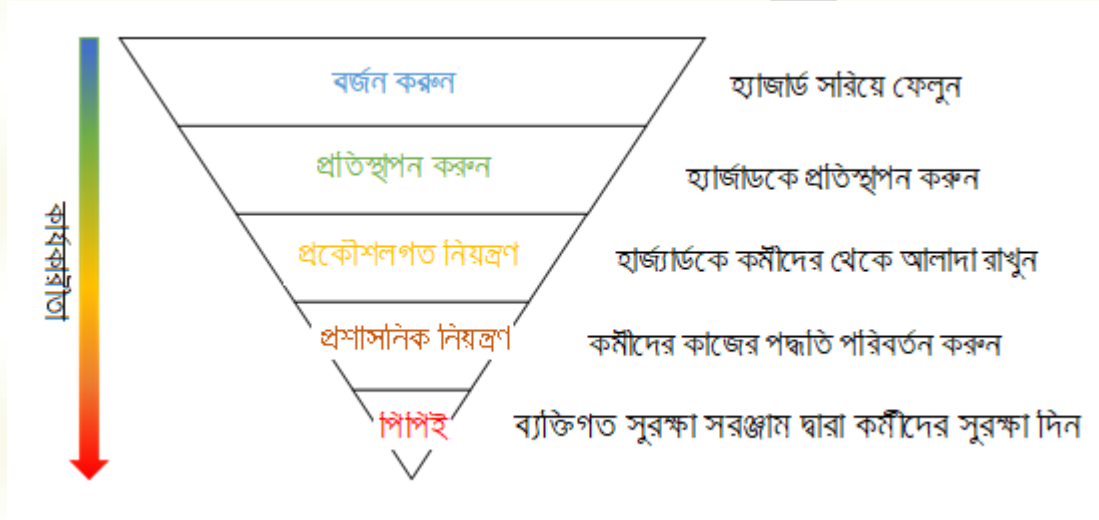 বর্জন করুন
হ্যাজার্ড সরিয়ে ফেলুন
প্রতিস্থাপন করুন
হ্যার্জাডকে প্রতিস্থাপন করুন
প্রকৌশলগত নিয়ন্ত্রণ
হার্জ্যার্ডকে কর্মীদের থেকে আলাদা রাখুন
প্রশাসনিক নিয়ন্ত্রণ
কর্মীদের কাজের পদ্ধতি পরিবর্তন করুন
পিপিই
ব্যক্তিগত সুরক্ষা সরঞ্জাম দ্বারা কর্মীদের সুরক্ষা দিন
কার্যকারীতা